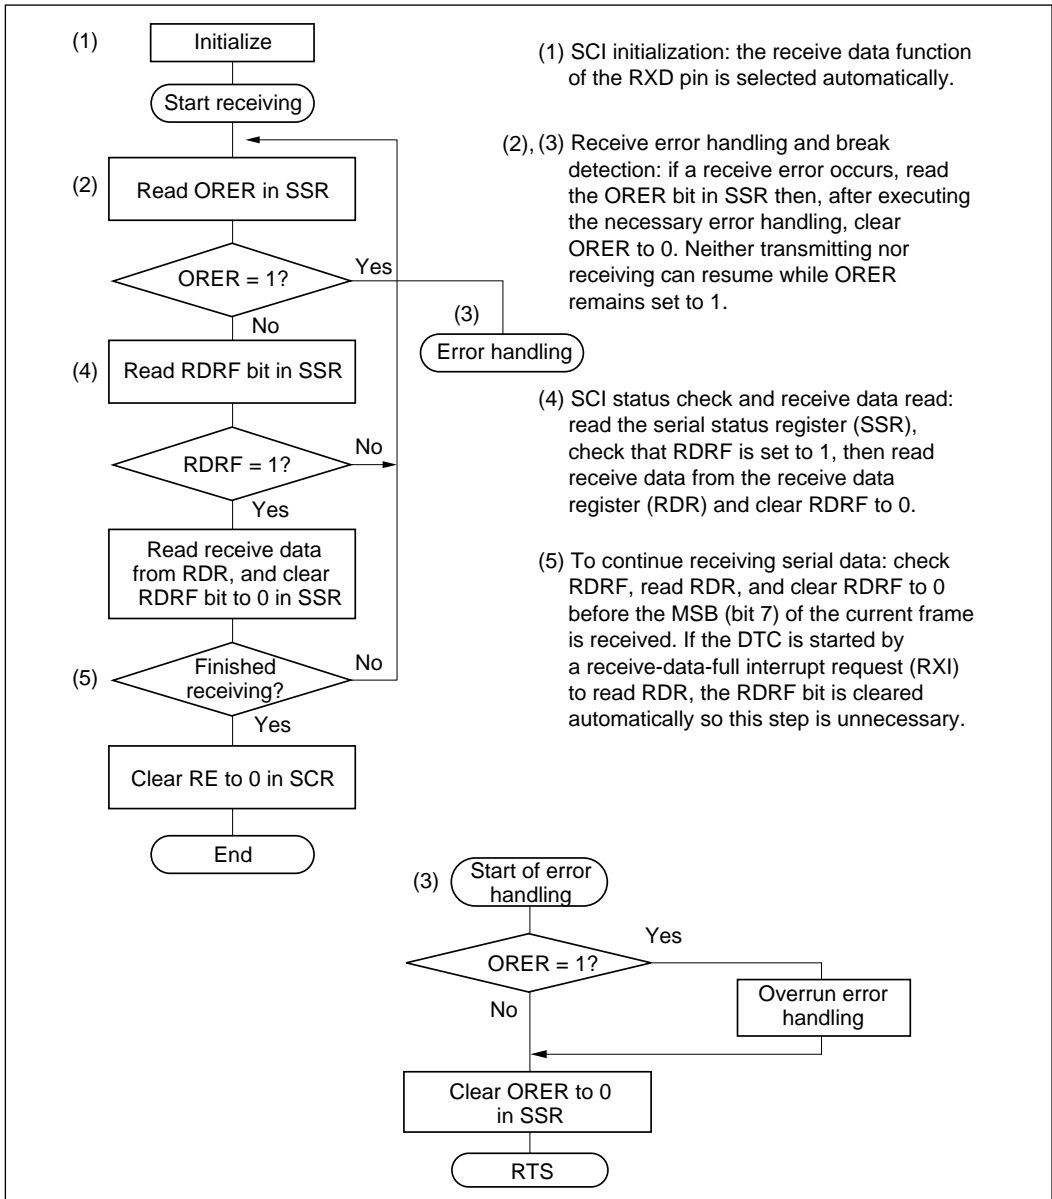 (1)
Initialize
Start receiving
(2)
Read ORER in SSR
ORER = 1?
Yes
No
(3)
Error handling
(4)
Read RDRF bit in SSR
RDRF = 1?
No
Yes
Read receive data
from RDR, and clear
RDRF bit to 0 in SSR
(5)
Finished
receiving?
No
Yes
Clear RE to 0 in SCR
End
(1) SCI initialization: the receive data function
of the RXD pin is selected automatically.
(2), (3) Receive error handling and break
detection: if a receive error occurs, read
the ORER bit in SSR then, after executing
the necessary error handling, clear
ORER to 0. Neither transmitting nor
receiving can resume while ORER
remains set to 1.
(4) SCI status check and receive data read:
read the serial status register (SSR),
check that RDRF is set to 1, then read
receive data from the receive data
register (RDR) and clear RDRF to 0.
(5) To continue receiving serial data: check
RDRF, read RDR, and clear RDRF to 0
before the MSB (bit 7) of the current frame
is received. If the DTC is started by
a receive-data-full interrupt request (RXI)
to read RDR, the RDRF bit is cleared
automatically so this step is unnecessary.
(3)
Start of error
handling
ORER = 1?
Yes
No
Overrun error
handling
Clear ORER to 0
in SSR
RTS